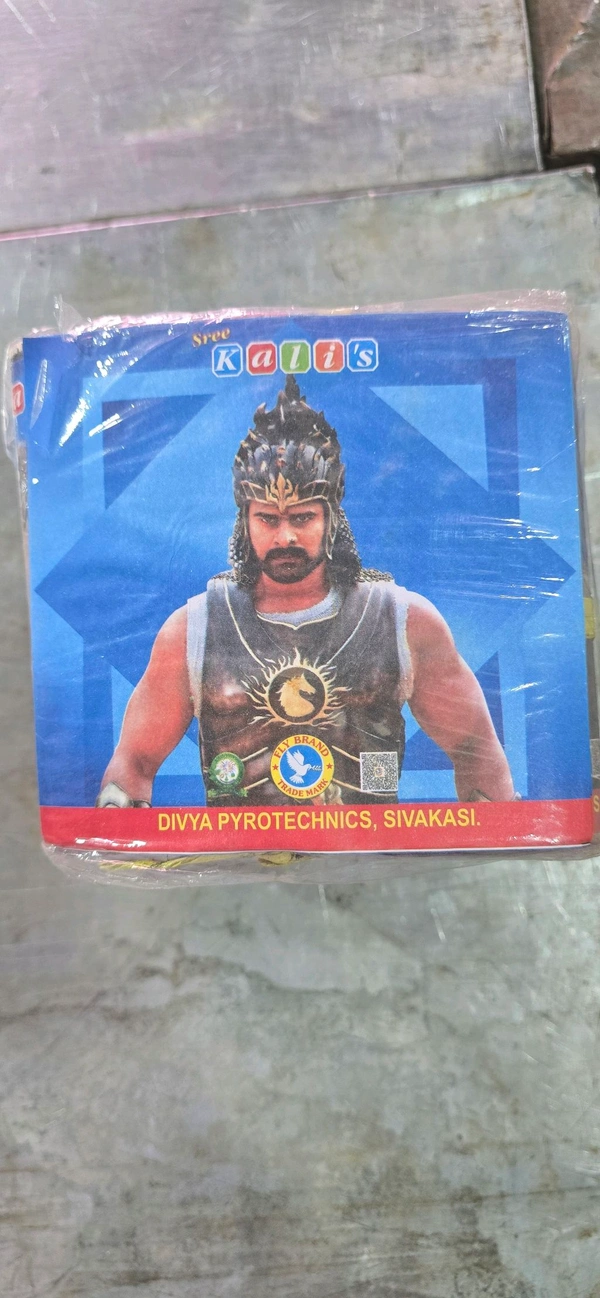 Sree
Kali's
a
FLY BRAND
TRADE MARK
DIVYA PYROTECHNICS, SIVAKASI.
S